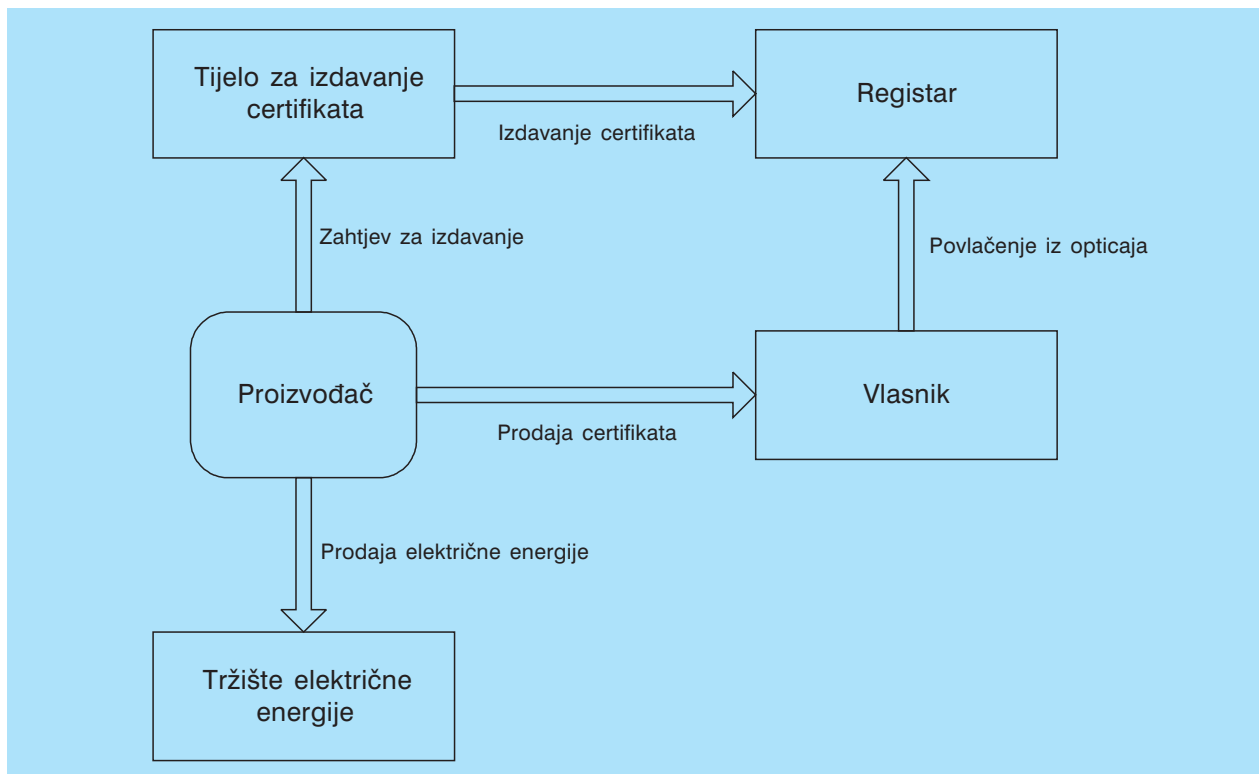 Tijelo za izdavanje
certifikata
Izdavanje certifikata
Registar
Zahtjev za izdavanje
Povlačenje iz opticaja
Proizvođač
Prodaja certifikata
Vlasnik
Prodaja električne energije
Tržište električne
energije